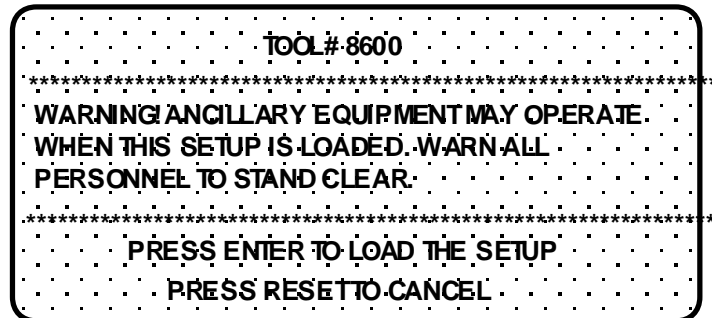 TOOL# 8600
******************************************************************
WARNING! ANCILLARY EQUIPMENT MAY OPERATE
WHEN THIS SETUP IS LOADED. WARN ALL
PERSONNEL TO STAND CLEAR.
******************************************************************
PRESS ENTER TO LOAD THE SETUP
PRESS RESET TO CANCEL